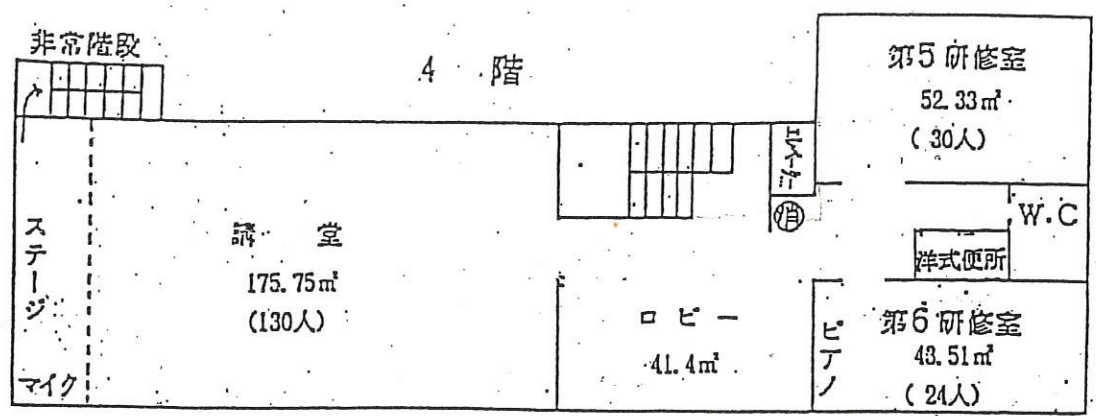 非常階段
4 階
第5研修室
52.33㎡
(30人)
エレベーター
消
W.C
洋式便所
ステージ
講堂
175.75㎡
(130人)
マイク
ロビー
41.4㎡
ピアノ
第6研修室
43.51㎡
(24人)